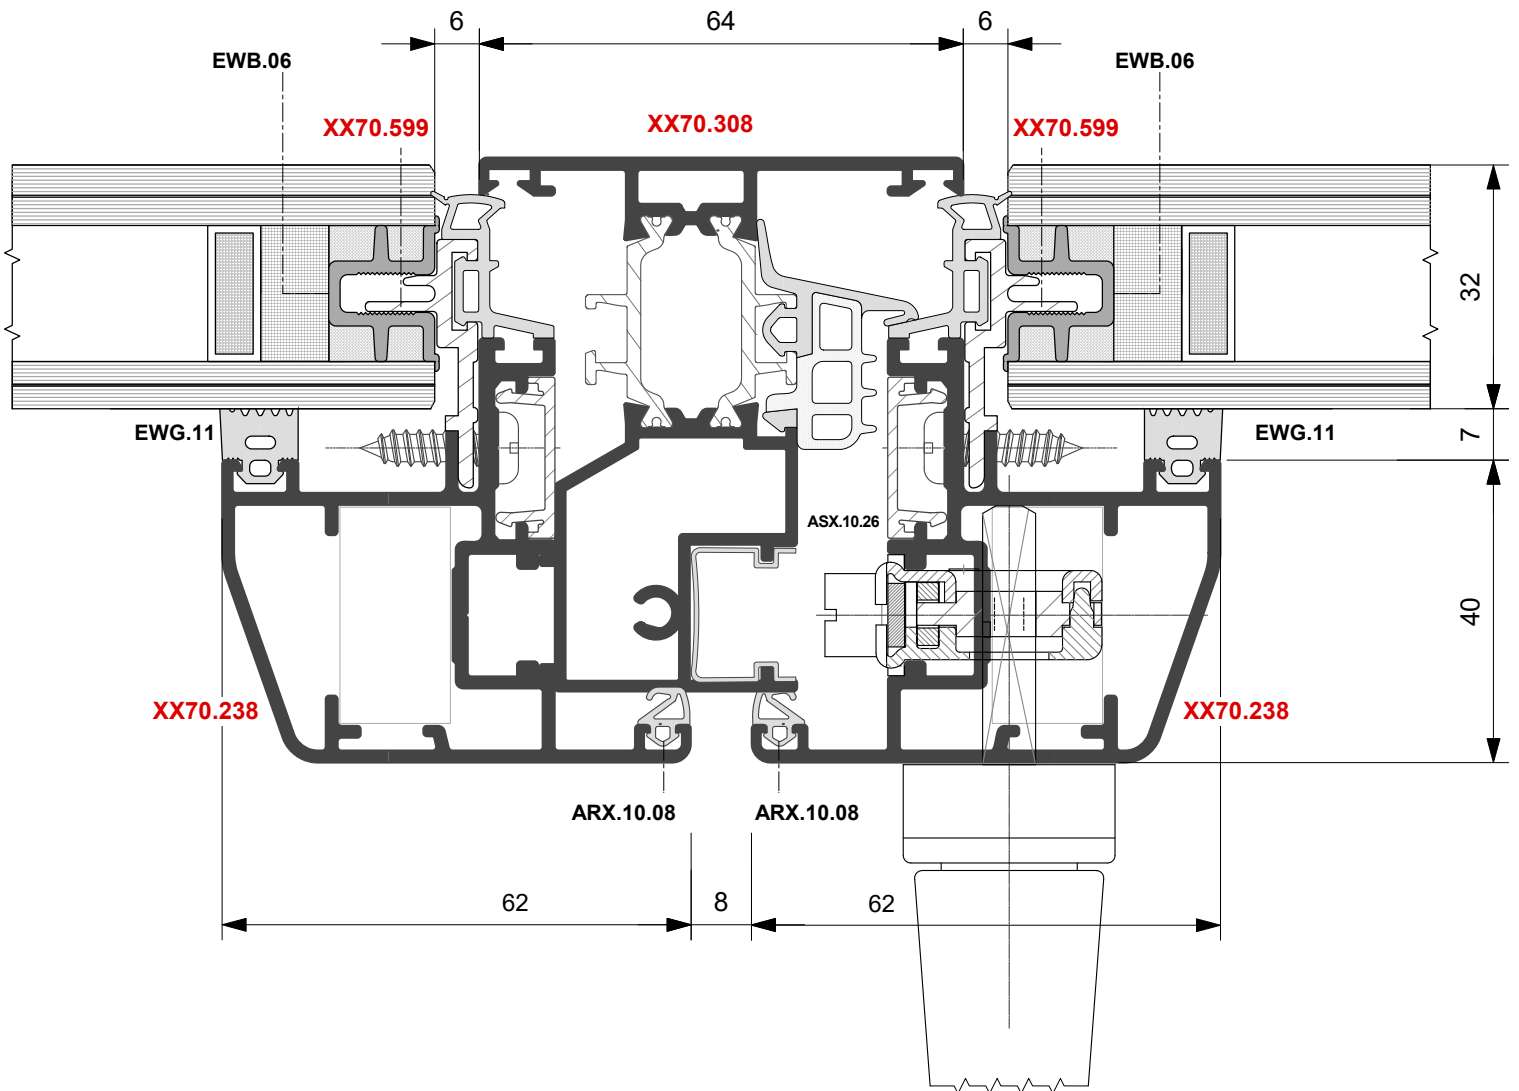 6 64 6
EWB.06 EWB.06
XX70.599 XX70.308 XX70.599
32
EWG.11 EWG.11 7
ASX.10.26
40
XX70.238 XX70.238
ARX.10.08 ARX.10.08
62 8 62